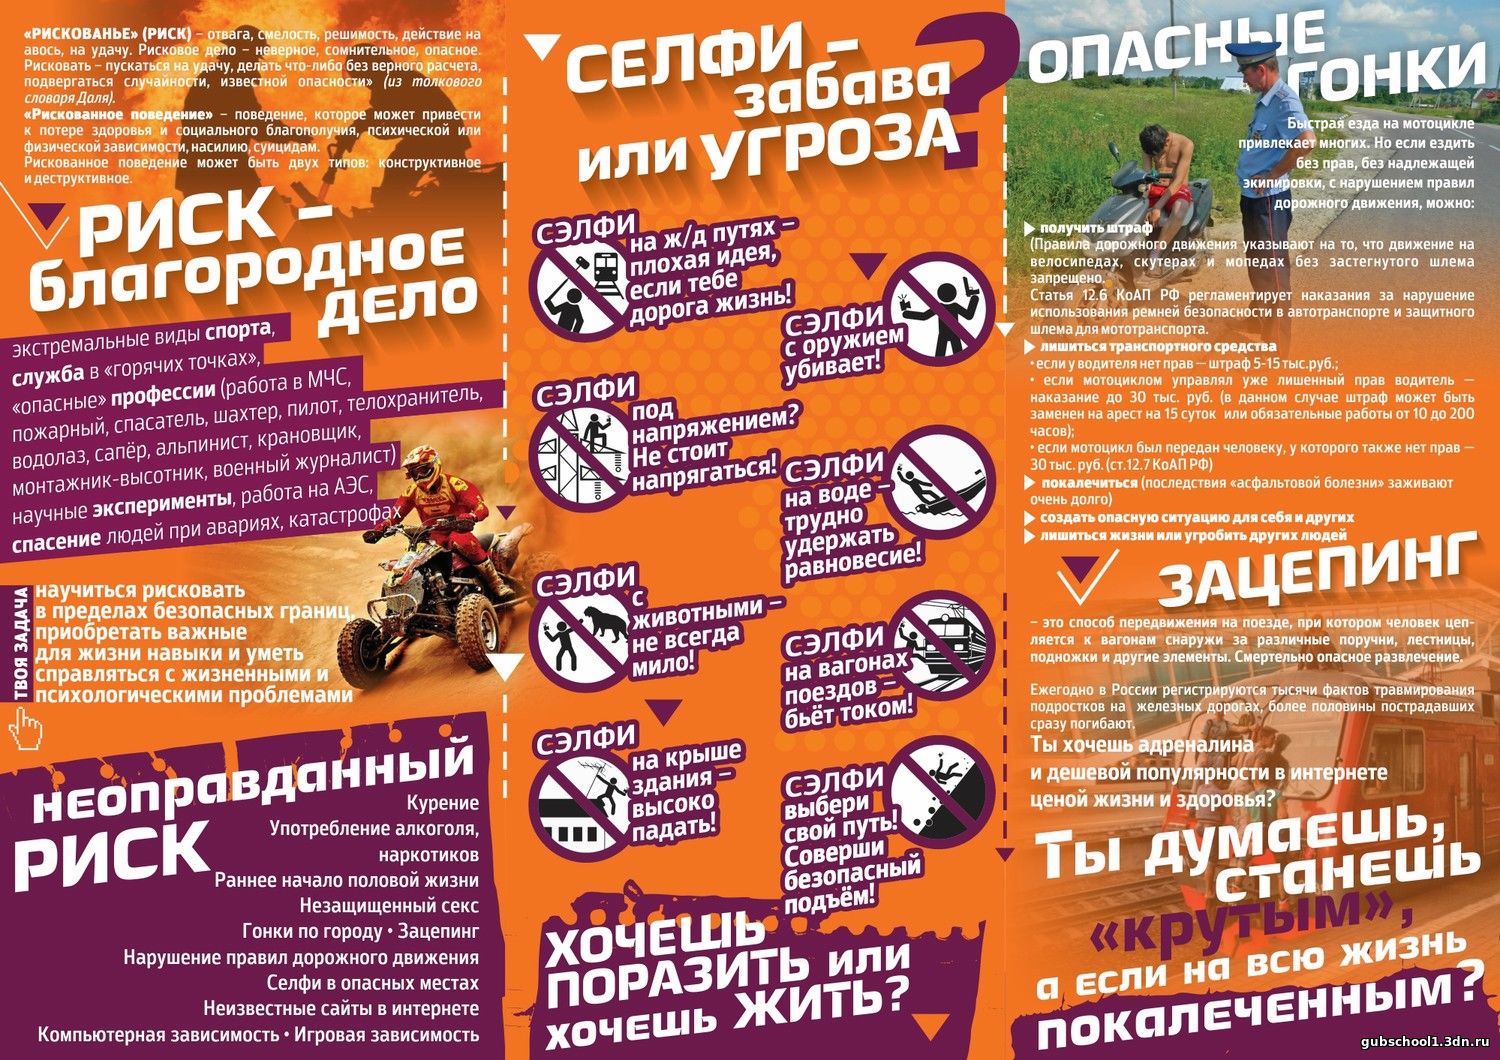 «РИСКОВАНЬЕ» (РИСК) – отвага, смелость, решимость, действие на
авось, на удачу. Рисковое дело – неверное, сомнительное, опасное.
Рисковать – пускаться на удачу, делать что-либо без верного расчета,
подвергаться случайности, известной опасности» (из толкового
словаря Даля).
«Рискованное поведение» – поведение, которое может привести
к потере здоровья и социального благополучия, психической или
физической зависимости, насилию, суицидам.
Рискованное поведение может быть двух типов: конструктивное
и деструктивное.
РИСК –
благородное
дело
экстремальные виды спорта,
служба в «горячих точках»,
«опасные» профессии (работа в МЧС,
пожарный, спасатель, шахтер, пилот, телохранитель,
водолаз, сапёр, альпинист, крановщик,
монтажник-высотник, военный журналист)
научные эксперименты, работа на АЭС,
спасение людей при авариях, катастрофах
ТВОЯ ЗАДАЧА
научиться рисковать
в пределах безопасных границ,
приобретать важные
для жизни навыки и уметь
справляться с жизненными и
психологическими проблемами
неоправданный
РИСК
Курение
Употребление алкоголя,
наркотиков
Раннее начало половой жизни
Незащищенный секс
Гонки по городу • Зацепинг
Нарушение правил дорожного движения
Селфи в опасных местах
Неизвестные сайты в интернете
Компьютерная зависимость • Игровая зависимость
СЕЛФИ –
забава
или УГРОЗА
?
СЭЛФИ
на ж/д путях –
плохая идея,
если тебе
дорога жизнь!
СЭЛФИ
с оружием
убивает!
СЭЛФИ
под
напряжением?
Не стоит
напрягаться!
СЭЛФИ
на воде –
трудно
удержать
равновесие!
СЭЛФИ
с
животными –
не всегда
мило!
СЭЛФИ
на вагонах
поездов –
бьёт током!
СЭЛФИ
на крыше
здания –
высоко
падать!
СЭЛФИ
выбери
свой путь!
Соверши
безопасный
подъём!
ХОЧЕШЬ
ПОРАЗИТЬ или
хочешь ЖИТЬ?
ОПАСНЫЕ
ГОНКИ
Быстрая езда на мотоцикле
привлекает многих. Но если ездить
без прав, без надлежащей
экипировки, с нарушением правил
дорожного движения, можно:
получить штраф
(Правила дорожного движения указывают на то, что движение на
велосипедах, скутерах и мопедах без застегнутого шлема
запрещено.
Статья 12.6 КоАП РФ регламентирует наказания за нарушение
использования ремней безопасности в автотранспорте и защитного
шлема для мототранспорта.
лишиться транспортного средства
• если у водителя нет прав — штраф 5-15 тыс.руб.;
• если мотоциклом управлял уже лишенный прав водитель —
наказание до 30 тыс. руб. (в данном случае штраф может быть
заменен на арест на 15 суток или обязательные работы от 10 до 200
часов);
• если мотоцикл был передан человеку, у которого также нет прав —
30 тыс. руб. (ст.12.7 КоАП РФ)
покалечиться (последствия «асфальтовой болезни» заживают
очень долго)
создать опасную ситуацию для себя и других
лишиться жизни или угробить других людей
ЗАЦЕПИНГ
– это способ передвижения на поезде, при котором человек цеп-
ляется к вагонам снаружи за различные поручни, лестницы,
подножки и другие элементы. Смертельно опасное развлечение.
Ежегодно в России регистрируются тысячи фактов травмирования
подростков на железных дорогах, более половины пострадавших
сразу погибают.
Ты хочешь адреналина
и дешевой популярности в интернете
ценой жизни и здоровья?
Ты думаешь,
станешь
«крутым»,
а если на всю жизнь
покалеченным?
gubschool1.3dn.ru